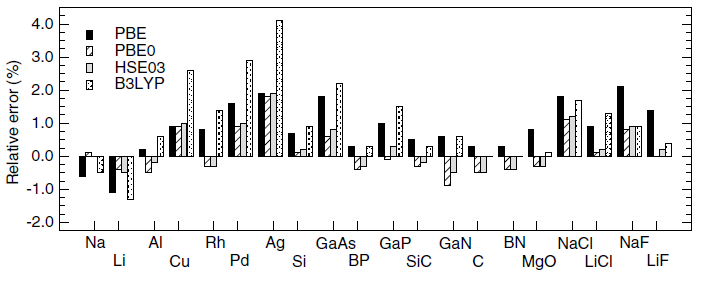 4.0
3.0
2.0
1.0
0.0
-1.0
-2.0
Relative error (%)
PBE
PBE0
HSE03
B3LYP
Na Al Rh Ag GaAs GaP GaN BN NaCl NaF
Li Cu Pd Si BP SiC C MgO LiCl LiF